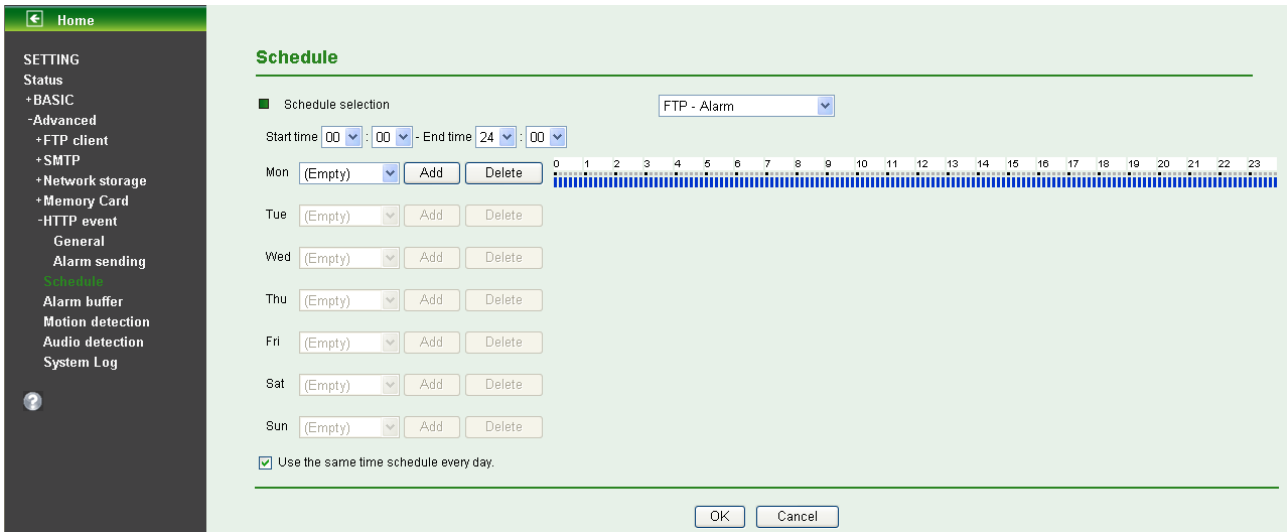 Home
SETTING
Status
+BASIC
-Advanced
+FTP client
+SMTP
+Network storage
+Memory Card
-HTTP event
General
Alarm sending
Schedule
Alarm buffer
Motion detection
Audio detection
System Log
?
Schedule
Schedule selection FTP - Alarm
Start time 00 : 00 - End time 24 : 00
Mon (Empty) Add Delete 0 1 2 3 4 5 6 7 8 9 10 11 12 13 14 15 16 17 18 19 20 21 22 23
Tue (Empty) Add Delete
Wed (Empty) Add Delete
Thu (Empty) Add Delete
Fri (Empty) Add Delete
Sat (Empty) Add Delete
Sun (Empty) Add Delete
Use the same time schedule every day.
OK Cancel